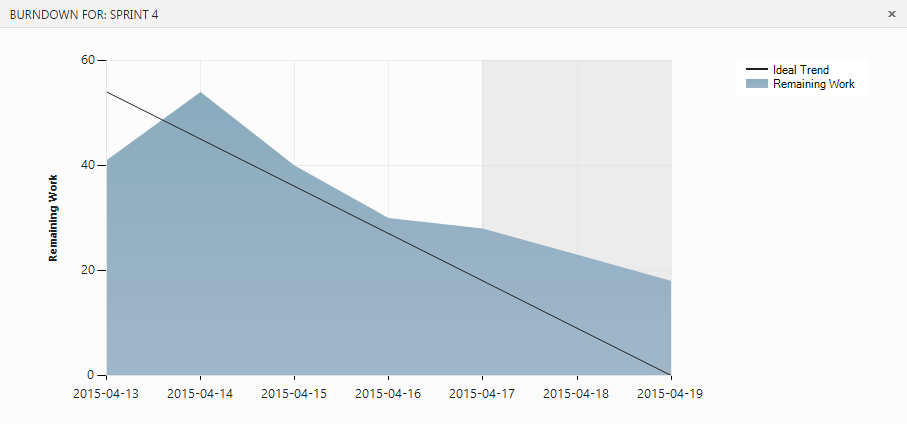 BURNDOWN FOR: SPRINT 4
×
60
40
20
0
Remaining Work
2015-04-13 2015-04-14 2015-04-15 2015-04-16 2015-04-17 2015-04-18 2015-04-19
Ideal Trend
Remaining Work